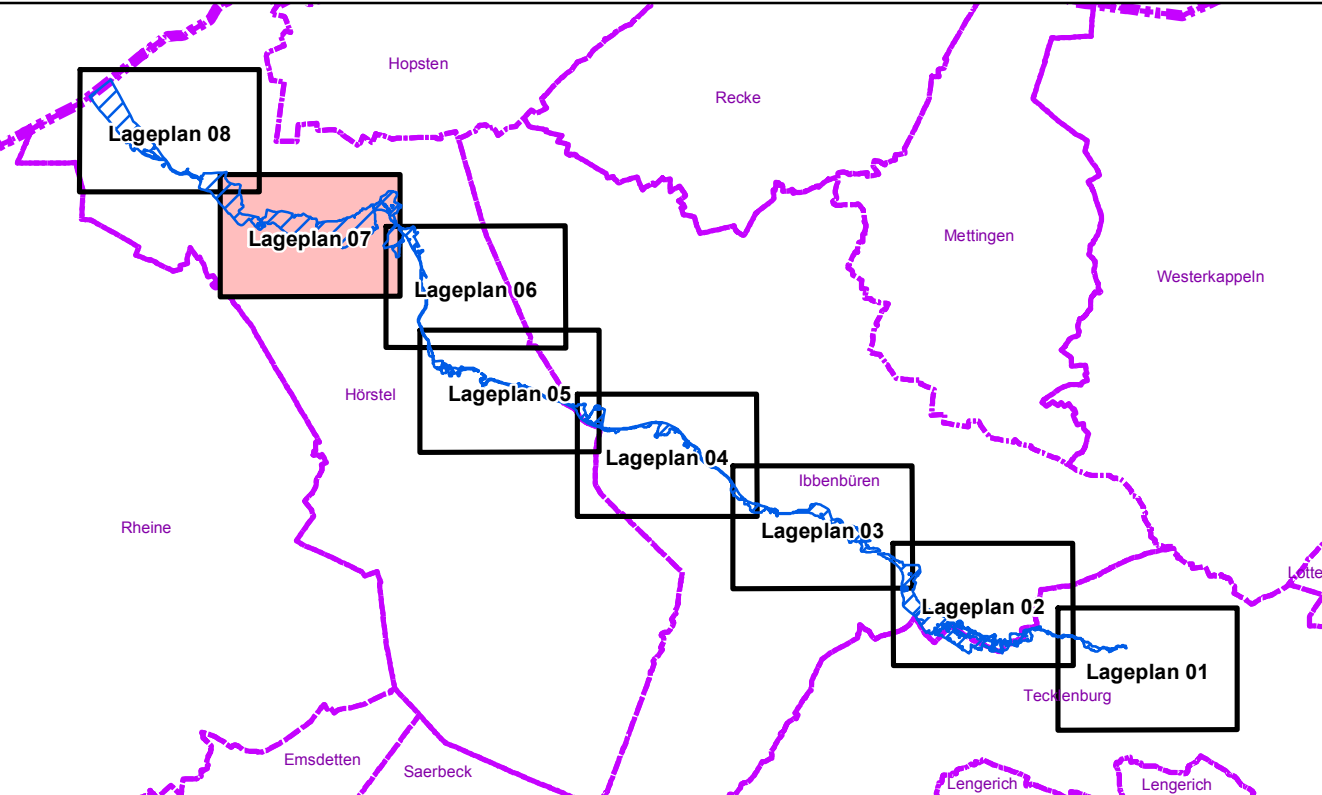 Hopsten
Recke
Lageplan 08
Mettingen
Lageplan 07
Westerkappeln
Lageplan 06
Hörstel
Lageplan 05
Lageplan 04
Ibbenbüren
Rheine
Lageplan 03
Lotte
Lageplan 02
Lageplan 01
Tecklenburg
Emsdetten
Saerbeck
Lengerich
Lengerich